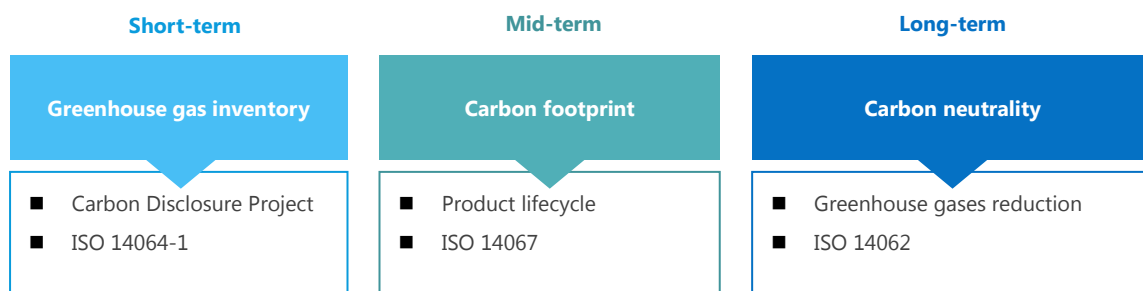 Short-term
Greenhouse gas inventory
Carbon Disclosure Project
ISO 14064-1
Mid-term
Carbon footprint
Product lifecycle
ISO 14067
Long-term
Carbon neutrality
Greenhouse gases reduction
ISO 14062